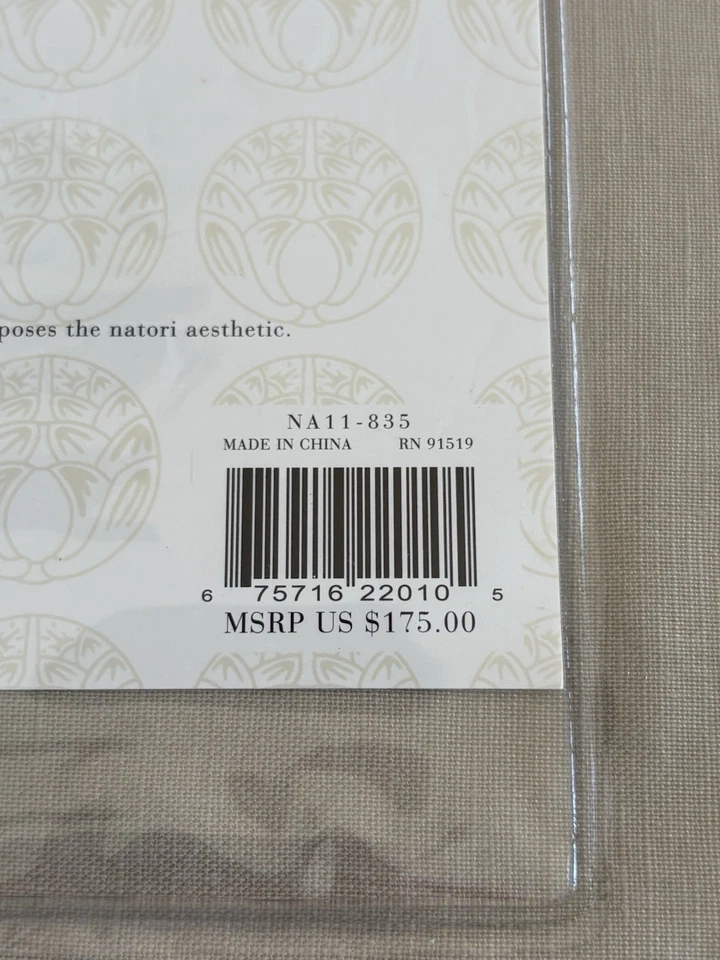 poses the natori aesthetic.
NA11-835
MADE IN CHINA RN 91519
6 75716 22010 5
MSRP US $175.00